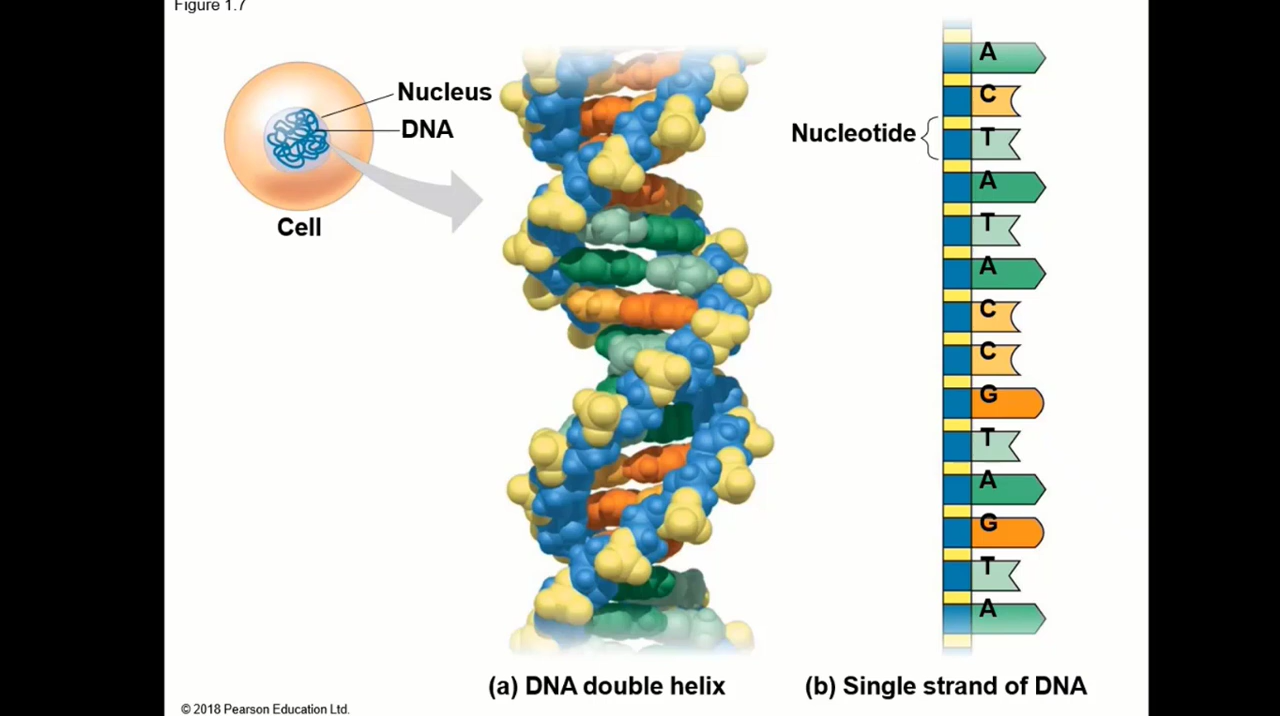 Figure 1.7
Nucleus
DNA
Cell
Nucleotide
A
C
T
A
T
A
C
C
G
T
A
G
T
A
(a) DNA double helix
(b) Single strand of DNA
© 2018 Pearson Education Ltd.